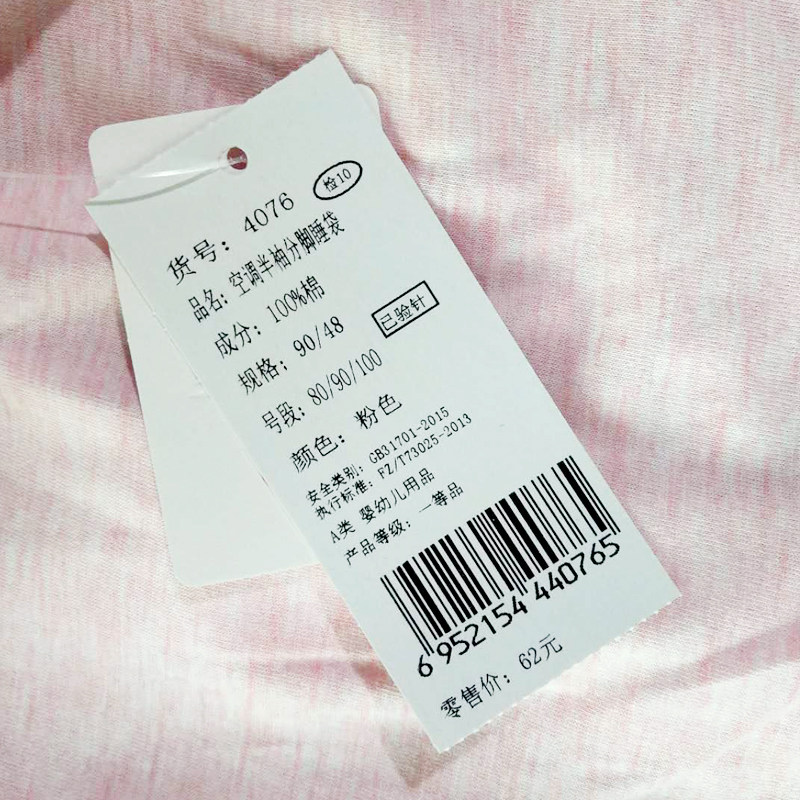 检10
货号：4076
品名：空调半袖分脚睡袋
成分：100%棉
规格：90/48
已验针
号段：80/90/100
颜色：粉色
安全类别：GB31701-2015
执行标准：FZ/T73025-2013
A类 婴幼儿用品
产品等级：一等品
6 952154 440765
零售价：62元